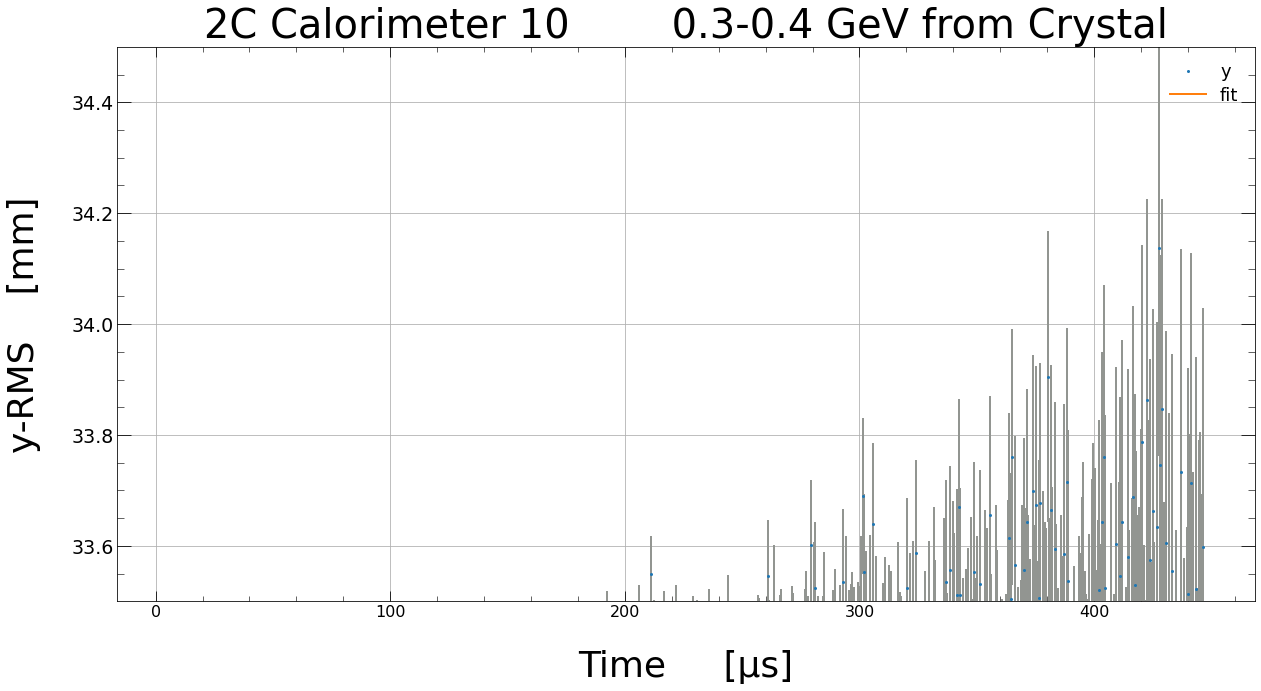 2C Calorimeter 10 0.3-0.4 GeV from Crystal
y
fit
34.4
34.2
34.0
33.8
33.6
y-RMS [mm]
0 100 200 300 400
Time [µs]